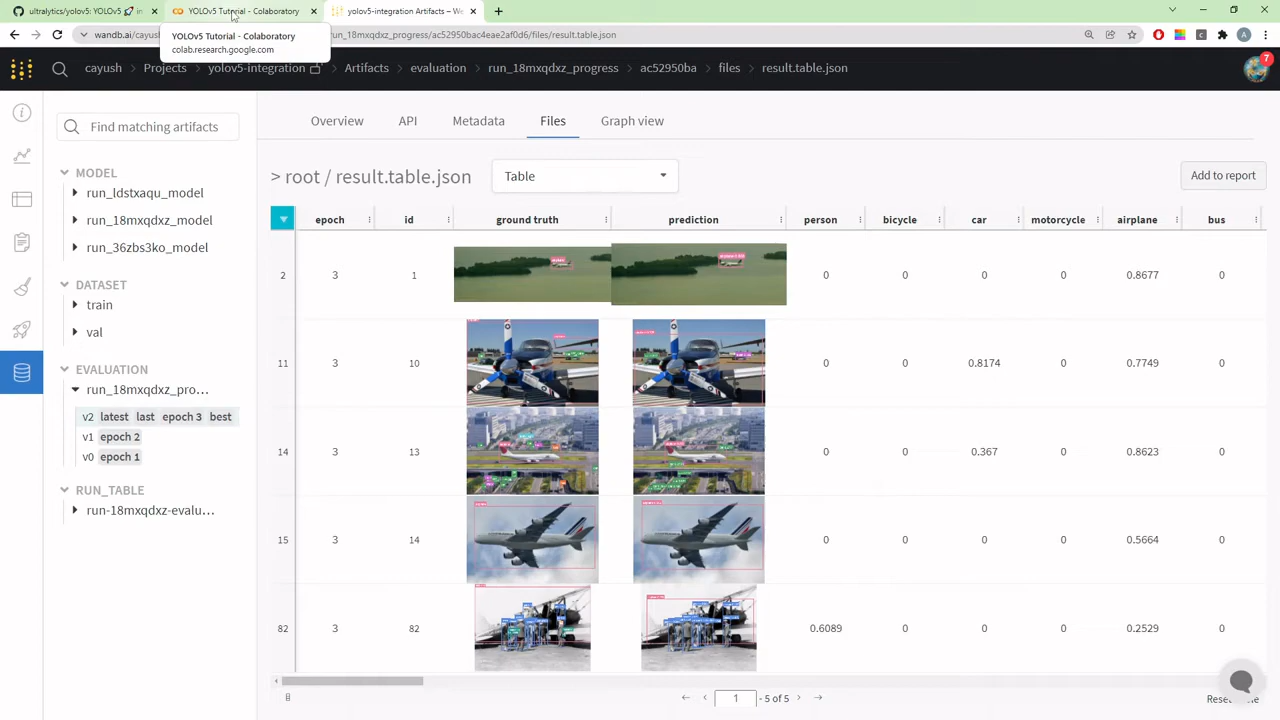 ultralytics/yolov5: YOLOv5 🚀 in
YOLOv5 Tutorial - Colaboratory
yolov5-integration Artifacts – We
YOLOv5 Tutorial - Colaboratory
colab.research.google.com
wandb.ai/cayus
run_18mxqdxz_progress/ac52950bac4eae2af0d6/files/result.table.json
A
cayush > Projects > yolov5-integration > Artifacts > evaluation > run_18mxqdxz_progress > ac52950ba > files > result.table.json
7
Find matching artifacts
Overview API Metadata Files Graph view
> root / result.table.json
Table
Add to report
MODEL
run_ldstxaqu_model
run_18mxqdxz_model
run_36zbs3ko_model
DATASET
train
val
EVALUATION
run_18mxqdxz_pro...
v2 latest last epoch 3 best
v1 epoch 2
v0 epoch 1
RUN_TABLE
run-18mxqdxz-evalu...
epoch id ground truth prediction person bicycle car motorcycle airplane bus
2 3 1 0 0 0 0 0.8677 0
11 3 10 0 0 0.8174 0 0.7749 0
14 3 13 0 0 0.367 0 0.8623 0
15 3 14 0 0 0 0 0.5664 0
82 3 82 0.6089 0 0 0 0.2529 0
1 - 5 of 5